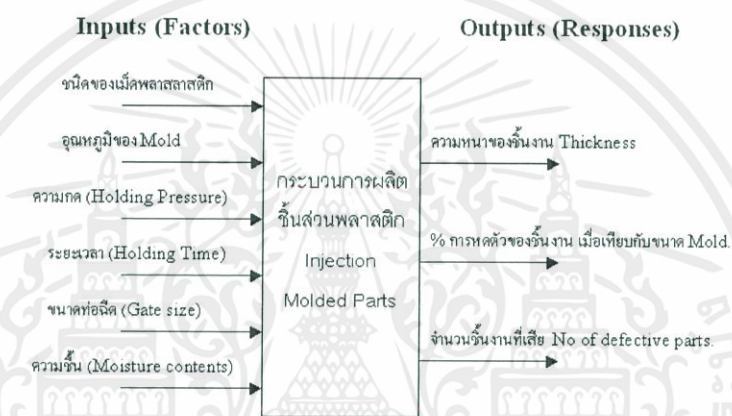 Inputs (Factors)
Outputs (Responses)
ชนิดของเม็ดพลาสลาสติก
อุณหภูมิของ Mold
ความกด (Holding Pressure)
ระยะเวลา (Holding Time)
ขนาดท่อฉีด (Gate size)
ความชื้น (Moisture contents)
กระบวนการผลิต
ชิ้นส่วนพลาสติก
Injection
Molded Parts
ความหนาของชิ้นงาน Thickness
% การหดตัวของชิ้นงาน เมื่อเทียบกับขนาด Mold.
จำนวนชิ้นงานที่เสีย No of defective parts.